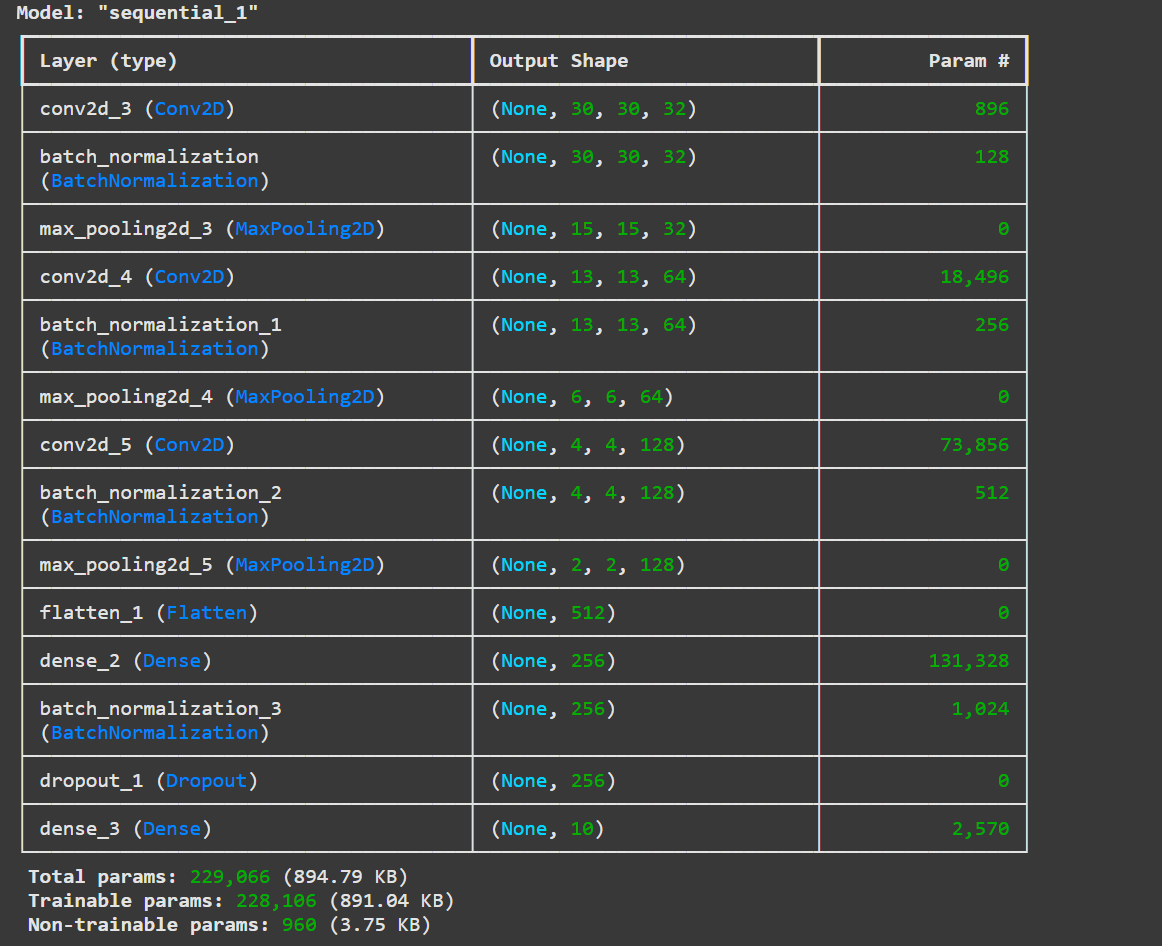 Model: "sequential_1"
Layer (type) Output Shape Param #
conv2d_3 (Conv2D) (None, 30, 30, 32) 896
batch_normalization (None, 30, 30, 32) 128
(BatchNormalization)
max_pooling2d_3 (MaxPooling2D) (None, 15, 15, 32) 0
conv2d_4 (Conv2D) (None, 13, 13, 64) 18,496
batch_normalization_1 (None, 13, 13, 64) 256
(BatchNormalization)
max_pooling2d_4 (MaxPooling2D) (None, 6, 6, 64) 0
conv2d_5 (Conv2D) (None, 4, 4, 128) 73,856
batch_normalization_2 (None, 4, 4, 128) 512
(BatchNormalization)
max_pooling2d_5 (MaxPooling2D) (None, 2, 2, 128) 0
flatten_1 (Flatten) (None, 512) 0
dense_2 (Dense) (None, 256) 131,328
batch_normalization_3 (None, 256) 1,024
(BatchNormalization)
dropout_1 (Dropout) (None, 256) 0
dense_3 (Dense) (None, 10) 2,570
Total params: 229,066 (894.79 KB)
Trainable params: 228,106 (891.04 KB)
Non-trainable params: 960 (3.75 KB)